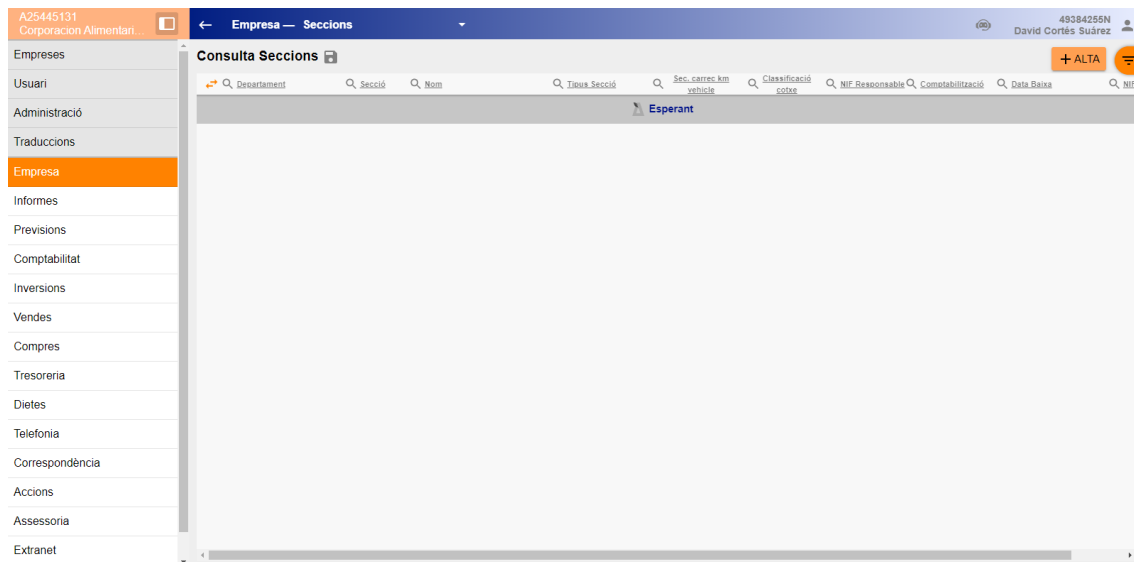 A25445131
Corporacion Alimentari...
Empresa — Seccions
49384255N
David Cortés Suárez
Empreses
Usuari
Administració
Traduccions
Empresa
Informes
Previsions
Comptabilitat
Inversions
Vendes
Compres
Tresoreria
Dietes
Telefonia
Correspondència
Accions
Assessoria
Extranet
Consulta Seccions
+ ALTA
Departament
Secció
Nom
Tipus Secció
Sec. carrec km
vehicle
Classificació
cotxe
NIF Responsable
Comptabilització
Data Baixa
NIF
Esperant